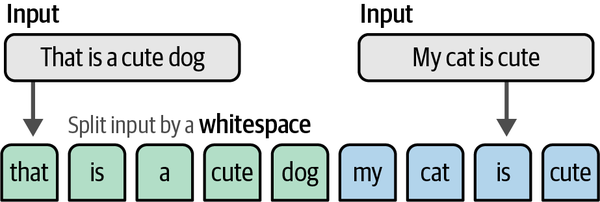 Input Input
That is a cute dog My cat is cute
Split input by a whitespace
that is a cute dog my cat is cute